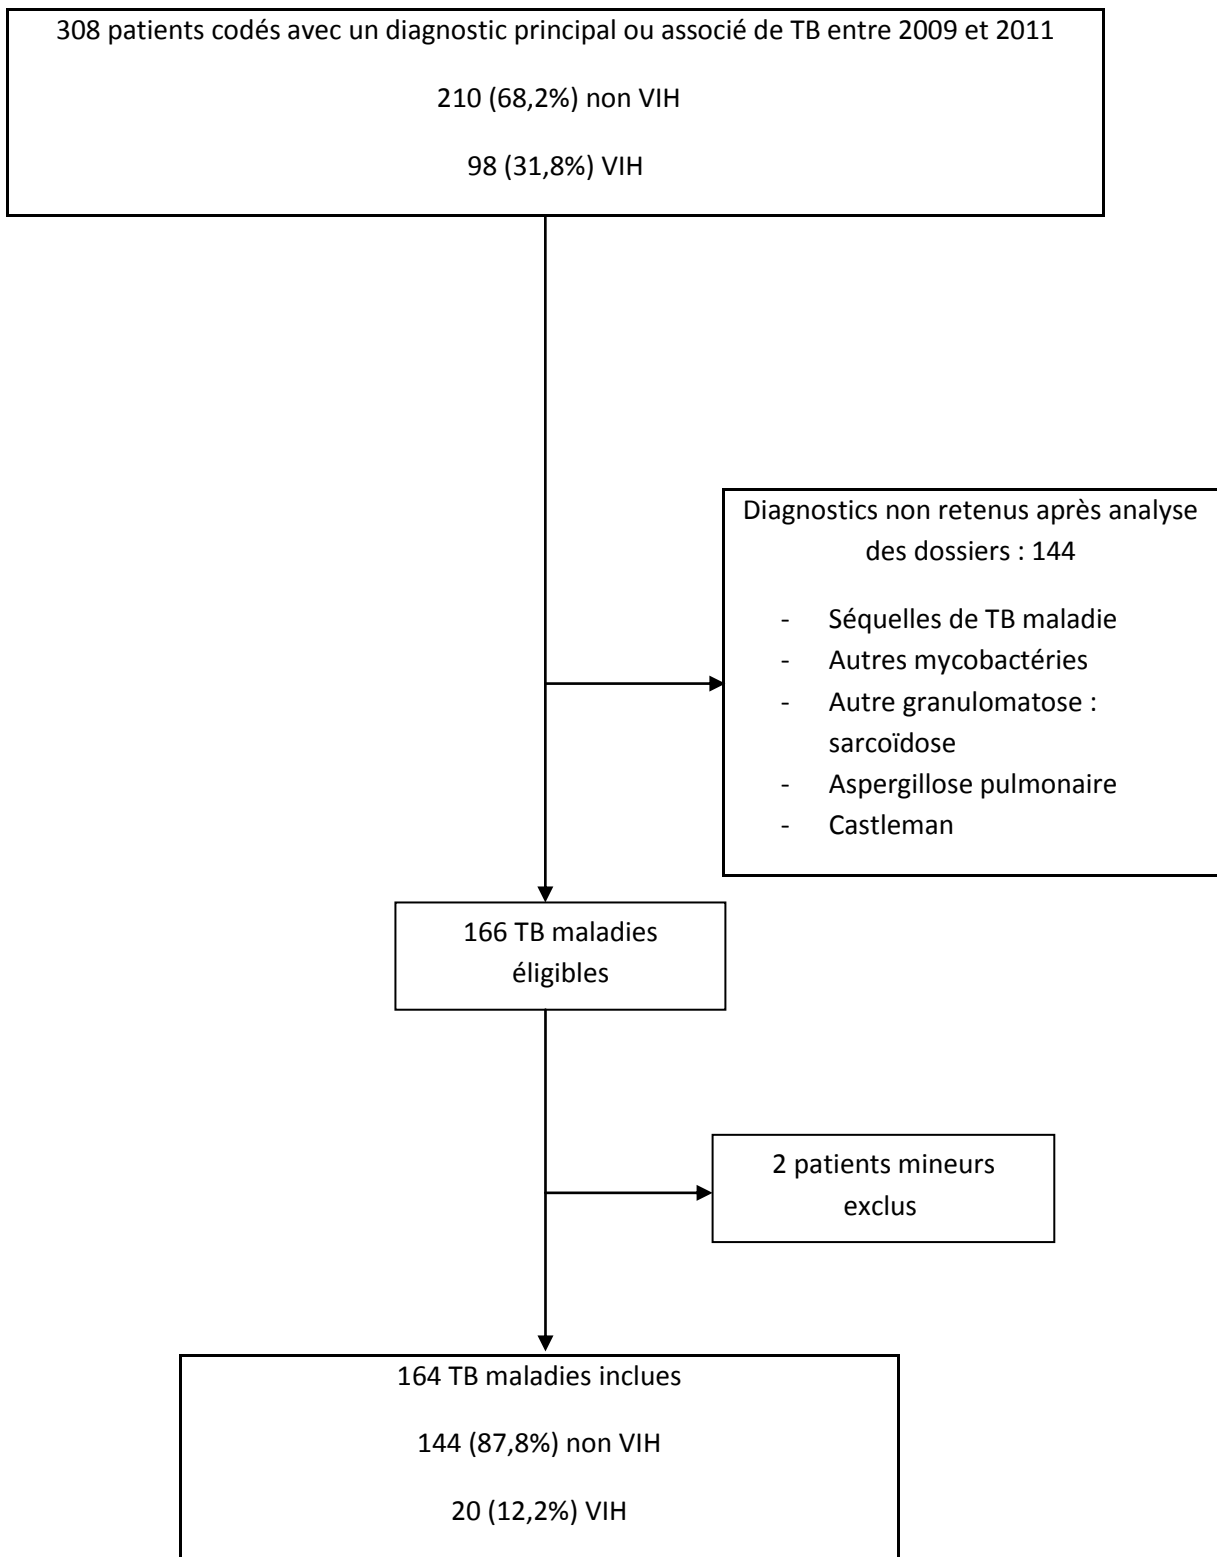 308 patients codés avec un diagnostic principal ou associé de TB entre 2009 et 2011
210 (68,2%) non VIH
98 (31,8%) VIH
Diagnostics non retenus après analyse
des dossiers : 144
- Séquelles de TB maladie
- Autres mycobactéries
- Autre granulomatose :
sarcoïdose
- Aspergillose pulmonaire
- Castleman
166 TB maladies
éligibles
2 patients mineurs
exclus
164 TB maladies inclues
144 (87,8%) non VIH
20 (12,2%) VIH